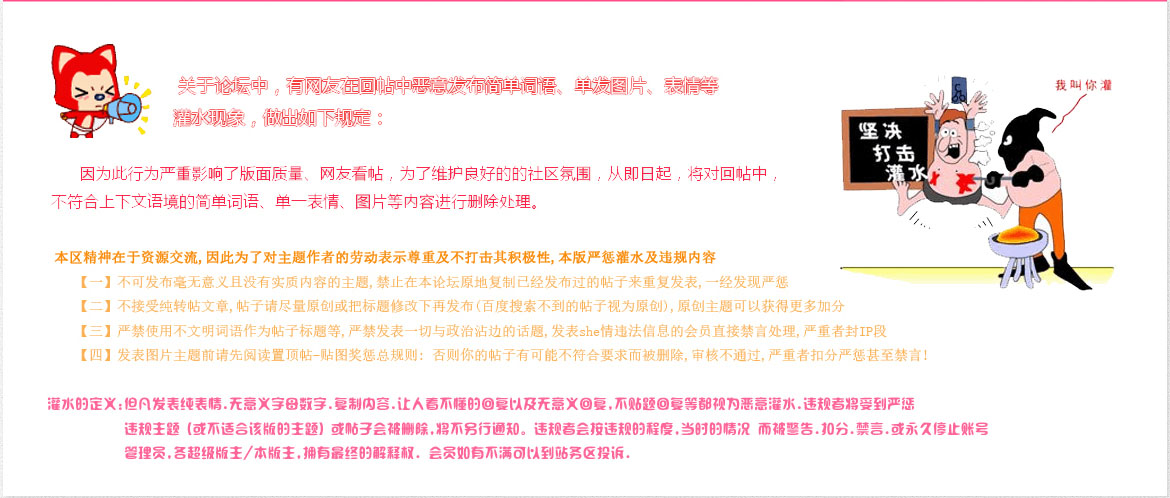 关于论坛中，有网友在回帖中恶意发布简单词语、单发图片、表情等
灌水现象，做出如下规定：
我叫你灌
坚决
打击
灌水
因为此行为严重影响了版面质量、网友看帖，为了维护良好的的社区氛围，从即日起，将对回帖中，
不符合上下文语境的简单词语、单一表情、图片等内容进行删除处理。
本区精神在于资源交流,因此为了对主题作者的劳动表示尊重及不打击其积极性,本版严惩灌水及违规内容
【一】不可发布毫无意义且没有实质内容的主题,禁止在本论坛原地复制已经发布过的帖子来重复发表,一经发现严惩
【二】不接受纯转帖文章,帖子请尽量原创或把标题修改下再发布(百度搜索不到的帖子视为原创),原创主题可以获得更多加分
【三】严禁使用不文明词语作为帖子标题等,严禁发表一切与政治沾边的话题,发表she情违法信息的会员直接禁言处理,严重者封IP段
【四】发表图片主题前请先阅读置顶帖-贴图奖惩总规则: 否则你的帖子有可能不符合要求而被删除,审核不通过,严重者扣分严惩甚至禁言!
灌水的定义:但凡发表纯表情.无意义字母数字.复制内容.让人看不懂的回复以及无意义回复,不贴题回复等都视为恶意灌水.违规者将受到严惩
违规主题 (或不适合该版的主题) 或帖子会被删除,将不另行通知。违规者会按违规的程度,当时的情况 而被警告.扣分.禁言.或永久停止账号
管理员,各超级版主/本版主,拥有最终的解释权. 会员如有不满可以到站务区投诉.